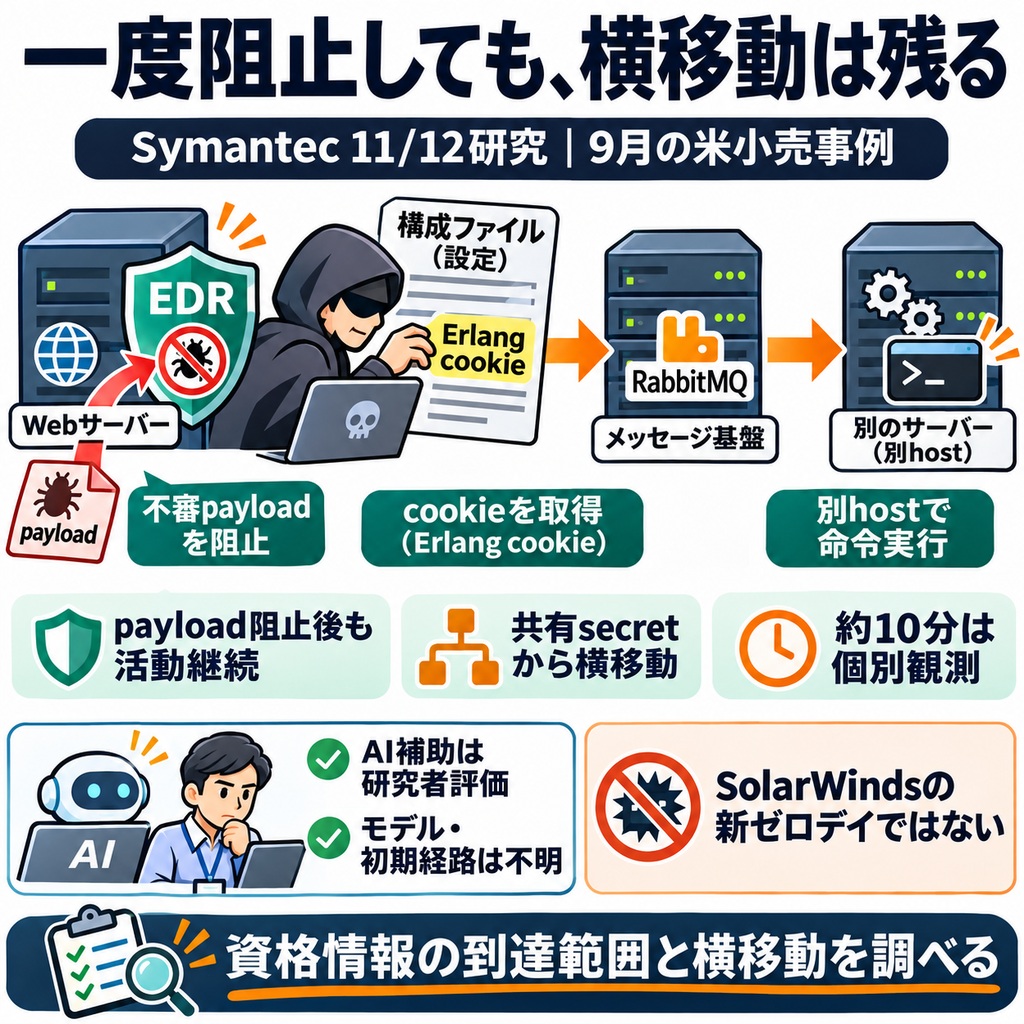 一度阻止しても、横移動は残る
Symantec 11/12研究｜9月の米小売事例
構成ファイル
（設定）
EDR
Erlang
cookie
RabbitMQ
>_
Webサーバー
メッセージ基盤
別のサーバー
（別host）
payload
不審payload
を阻止
cookieを取得
（Erlang cookie）
別hostで
命令実行
payload阻止後も
活動継続
共有secret
から横移動
約10分は
個別観測
AI
AI補助は
研究者評価
モデル・
初期経路は不明
SolarWindsの
新ゼロデイではない
資格情報の到達範囲と横移動を調べる